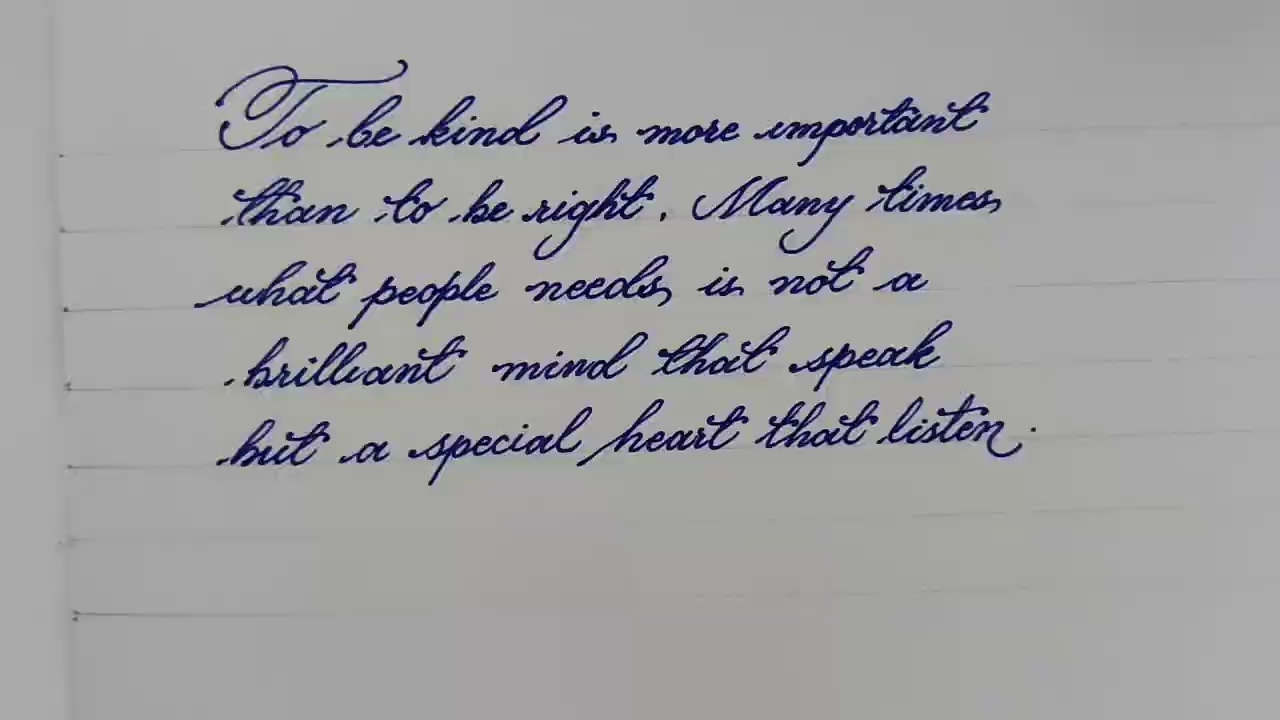 To be kind is more important
than to be right. Many times
what people needs is not a
brilliant mind that speak
but a special heart that listen.